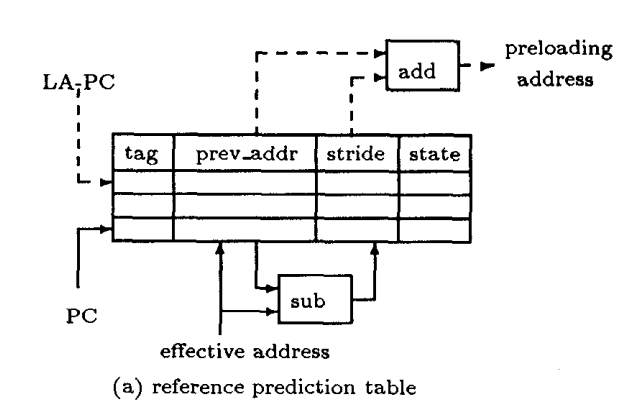 preloading
add
address
LA-PC
tag prev_addr stride state
sub
PC
effective address
(a) reference prediction table